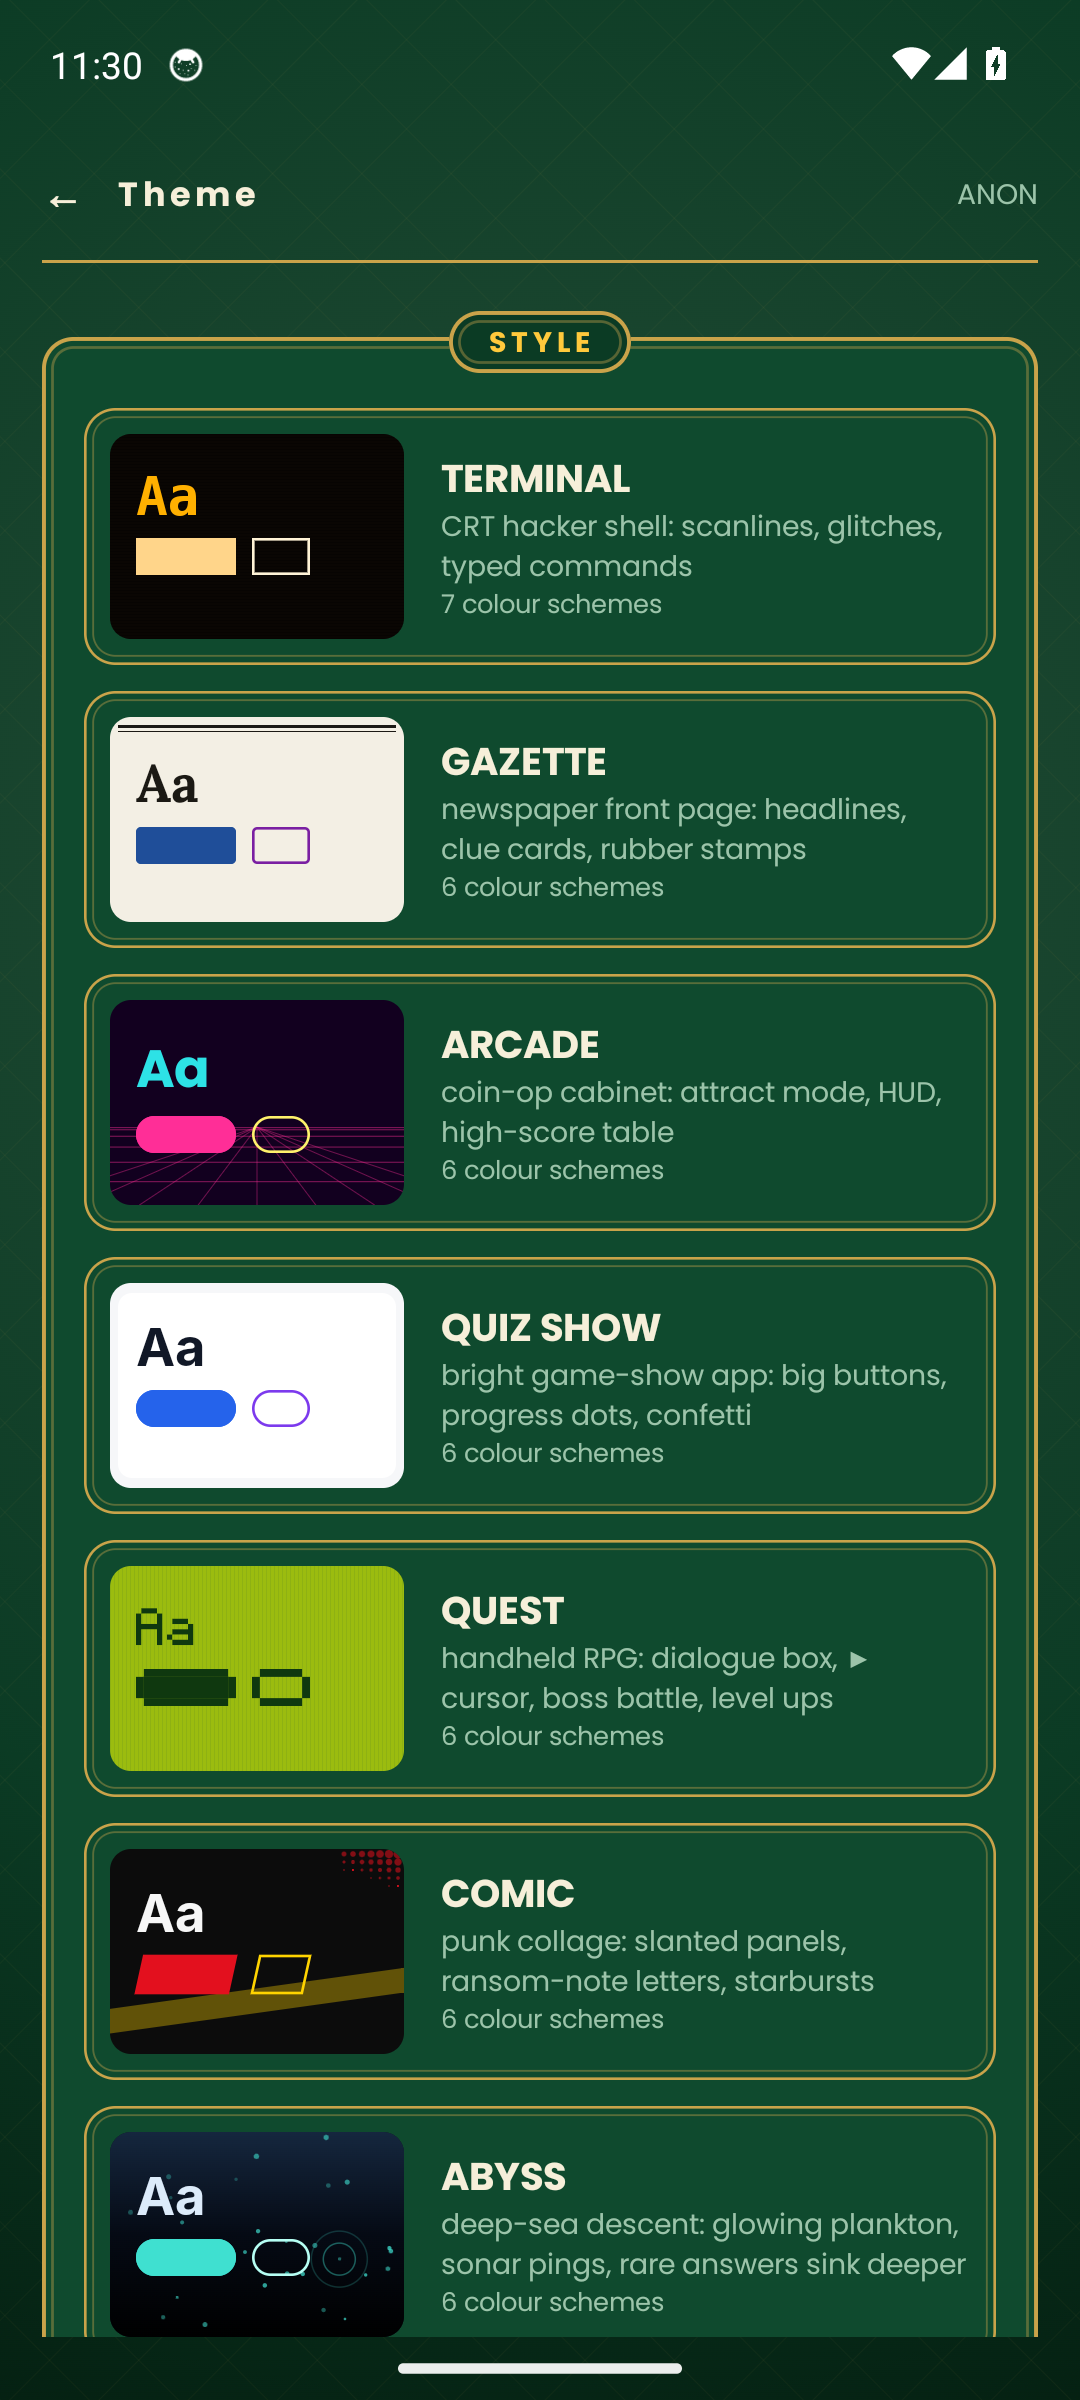 11:30
← Theme
ANON
STYLE
Aa
TERMINAL
CRT hacker shell: scanlines, glitches,
typed commands
7 colour schemes
Aa
GAZETTE
newspaper front page: headlines,
clue cards, rubber stamps
6 colour schemes
Aa
ARCADE
coin-op cabinet: attract mode, HUD,
high-score table
6 colour schemes
Aa
QUIZ SHOW
bright game-show app: big buttons,
progress dots, confetti
6 colour schemes
Aa
QUEST
handheld RPG: dialogue box, ►
cursor, boss battle, level ups
6 colour schemes
Aa
COMIC
punk collage: slanted panels,
ransom-note letters, starbursts
6 colour schemes
Aa
ABYSS
deep-sea descent: glowing plankton,
sonar pings, rare answers sink deeper
6 colour schemes